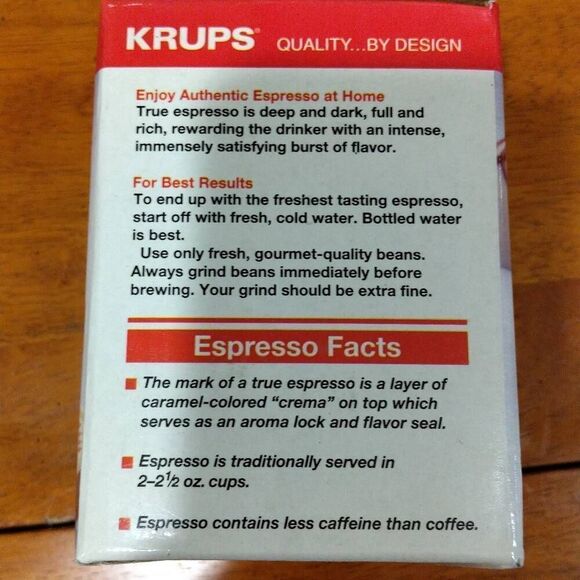 KRUPS® QUALITY...BY DESIGN
Enjoy Authentic Espresso at Home
True espresso is deep and dark, full and
rich, rewarding the drinker with an intense,
immensely satisfying burst of flavor.
For Best Results
To end up with the freshest tasting espresso,
start off with fresh, cold water. Bottled water
is best.
Use only fresh, gourmet-quality beans.
Always grind beans immediately before
brewing. Your grind should be extra fine.
Espresso Facts
■ The mark of a true espresso is a layer of
caramel-colored “crema” on top which
serves as an aroma lock and flavor seal.
■ Espresso is traditionally served in
2–2½ oz. cups.
■ Espresso contains less caffeine than coffee.